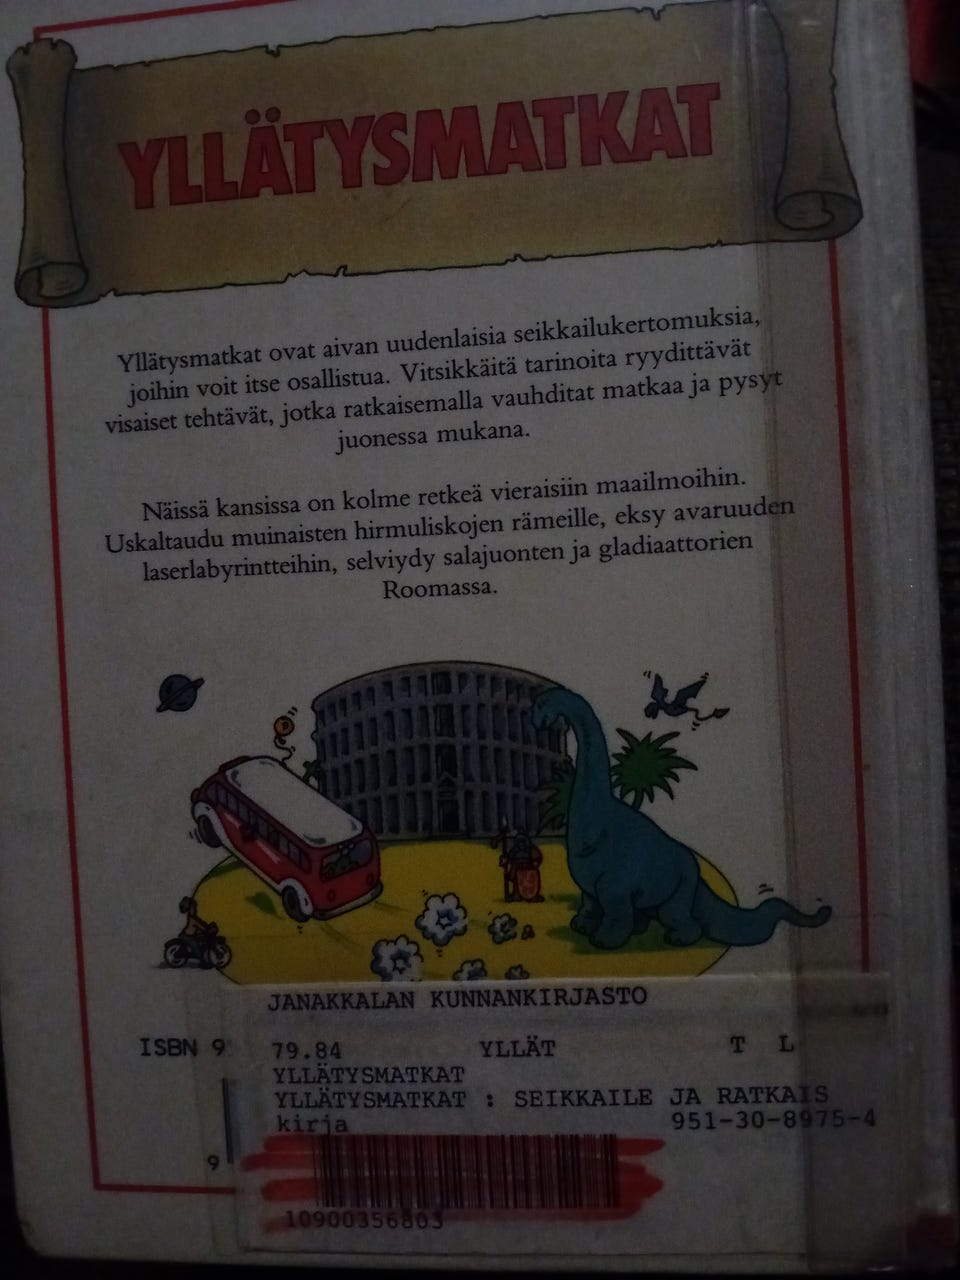 YLLÄTYSMATKAT
Yllätysmatkat ovat aivan uudenlaisia seikkailukertomuksia,
joihin voit itse osallistua. Vitsikkäitä tarinoita ryydittävät
visaiset tehtävät, jotka ratkaisemalla vauhditat matkaa ja pysyt
juonessa mukana.
Näissä kansissa on kolme retkeä vieraisiin maailmoihin.
Uskaltaudu muinaisten hirmuliskojen rämeille, eksy avaruuden
laserlabyrintteihin, selviydy salajuonten ja gladiaattorien
Roomassa.
JANAKKALAN KUNNANKIRJASTO
ISBN 9
79.84 YLLÄT T L
YLLÄTYSMATKAT
YLLÄTYSMATKAT : SEIKKAILE JA RATKAIS
kirja 951-30-8975-4
9
10900356803